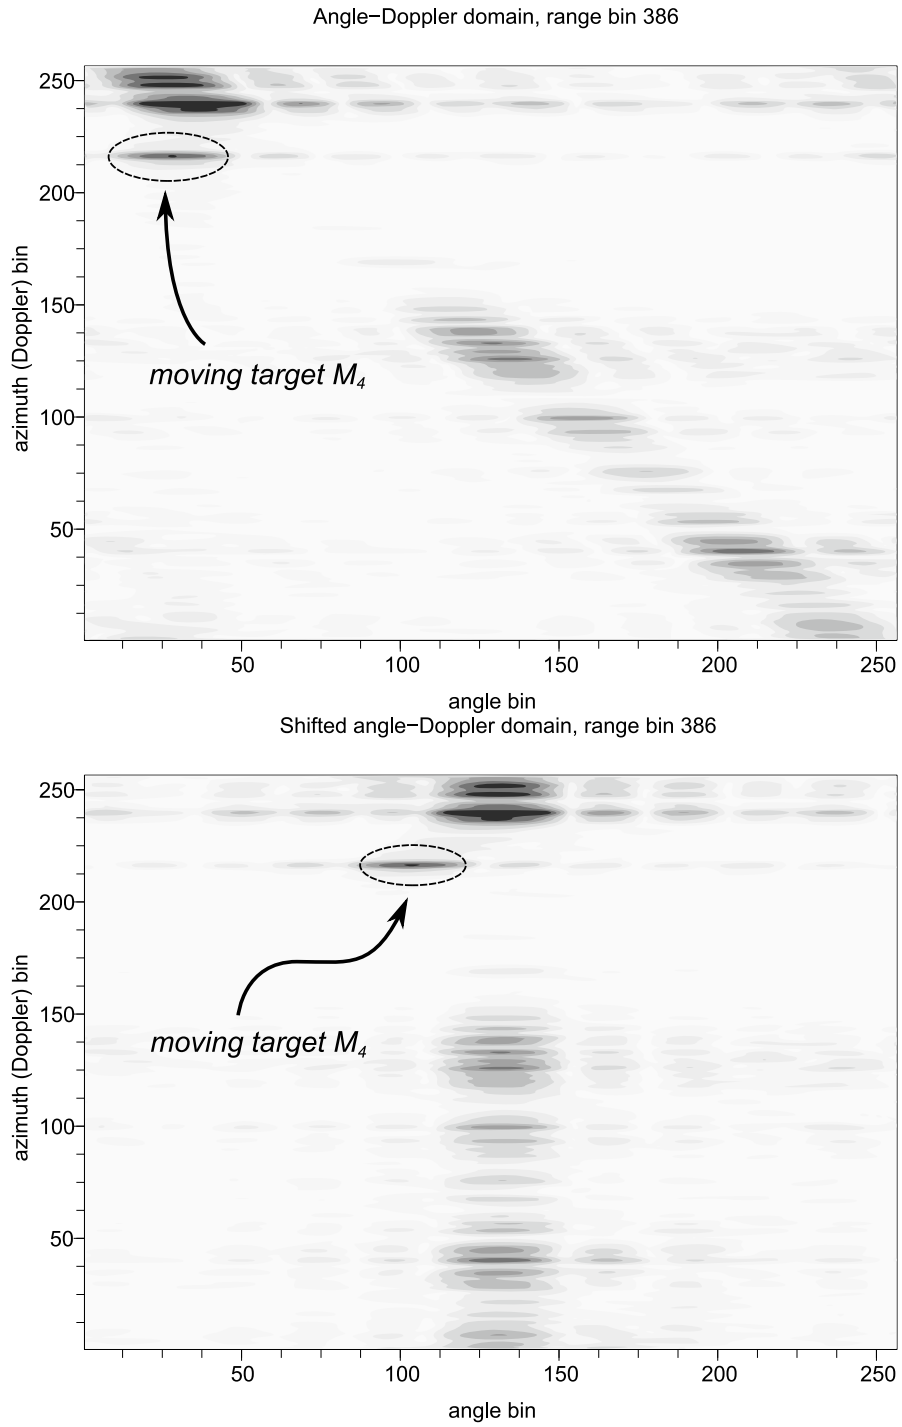 Angle−Doppler domain, range bin 386
azimuth (Doppler) bin
250
200
150
100
50
moving target M4
50 100 150 200 250
angle bin
Shifted angle−Doppler domain, range bin 386
azimuth (Doppler) bin
250
200
150
100
50
moving target M4
50 100 150 200 250
angle bin